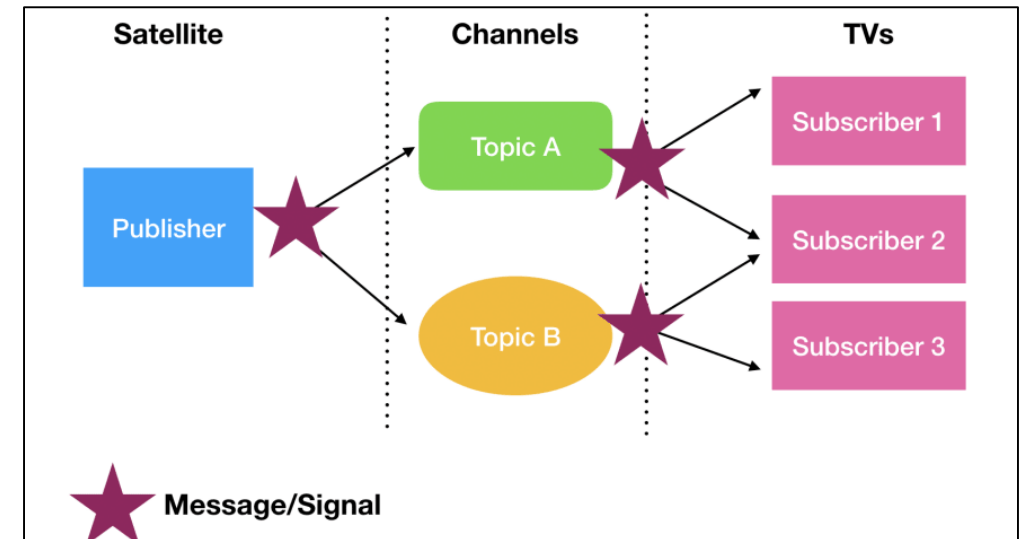 Satellite
Channels
TVs
Publisher
Topic A
Topic B
Subscriber 1
Subscriber 2
Subscriber 3
Message/Signal